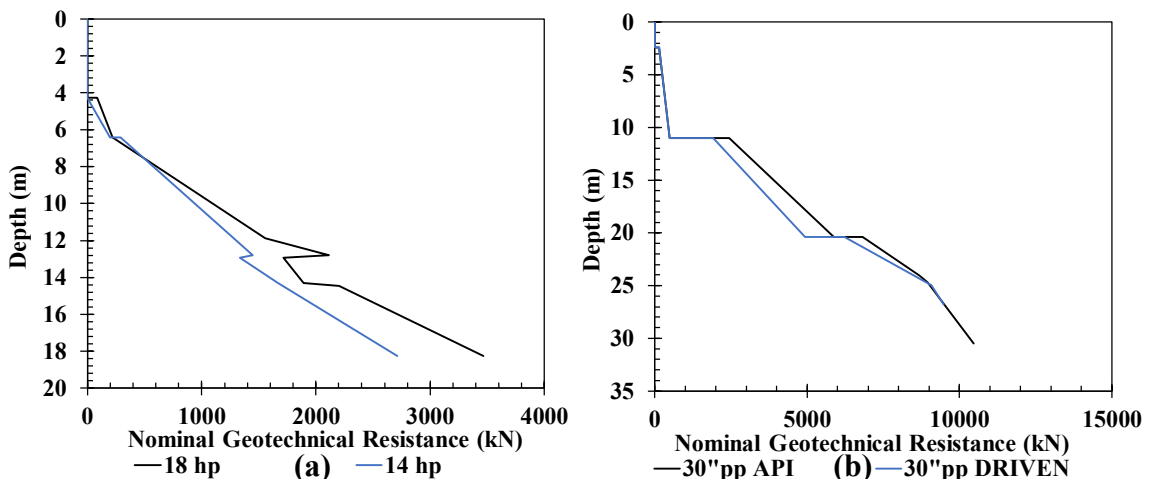 0
2
4
6
8
10
12
14
16
18
20
Depth (m)
0 1000 2000 3000 4000
Nominal Geotechnical Resistance (kN)
18 hp (a) 14 hp
0
5
10
15
20
25
30
35
Depth (m)
0 5000 10000 15000
Nominal Geotechnical Resistance (kN)
30"pp API (b) 30"pp DRIVEN